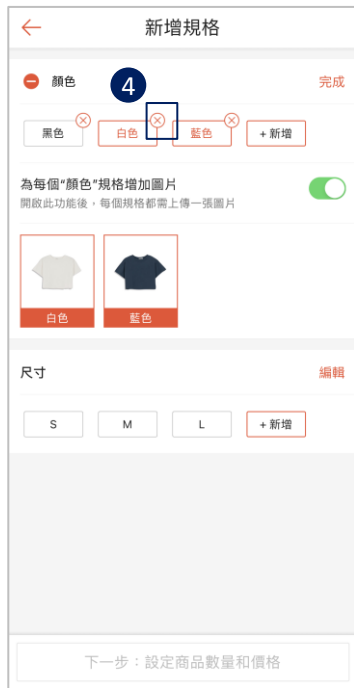 新增規格
顏色
4
完成
黑色
白色
藍色
+ 新增
為每個“顏色”規格增加圖片
開啟此功能後，每個規格都需上傳一張圖片
白色
藍色
尺寸
編輯
S
M
L
+ 新增
下一步：設定商品數量和價格